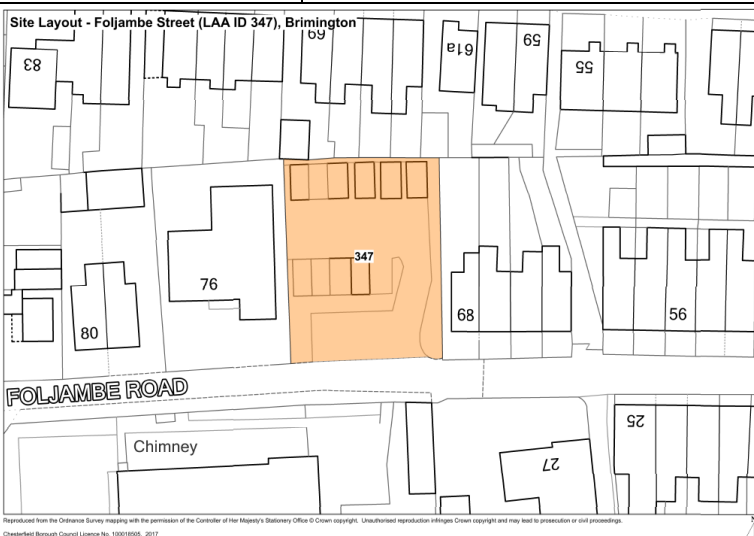 Site Layout - Foljambe Street (LAA ID 347), Brimington
83
69
61a
59
55
347
76
80
68
56
FOLJAMBE ROAD
Chimney
25
27
Reproduced from the Ordnance Survey mapping with the permission of the Controller of Her Majesty's Stationery Office © Crown copyright. Unauthorised reproduction infringes Crown copyright and may lead to prosecution or civil proceedings.
Chesterfield Borough Council Licence No. 100018505, 2017